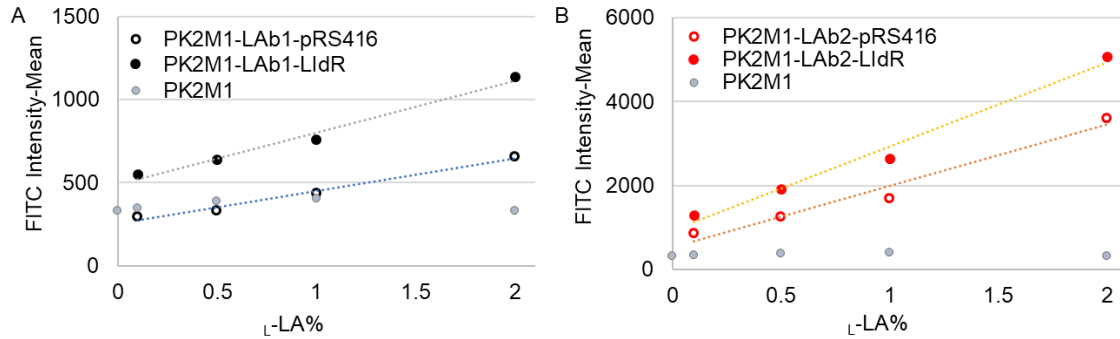 A
FITC Intensity-Mean
1500
1000
500
0
PK2M1-LAb1-pRS416
PK2M1-LAb1-LldR
PK2M1
0 0.5 1 1.5 2
L-LA%
B
FITC Intensity-Mean
6000
4000
2000
0
PK2M1-LAb2-pRS416
PK2M1-LAb2-LldR
PK2M1
0 0.5 1 1.5 2
L-LA%